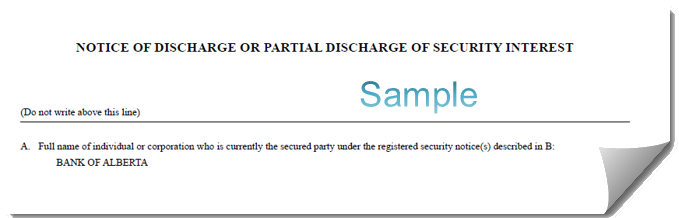 NOTICE OF DISCHARGE OR PARTIAL DISCHARGE OF SECURITY INTEREST
Sample
(Do not write above this line)
A. Full name of individual or corporation who is currently the secured party under the registered security notice(s) described in B:
BANK OF ALBERTA